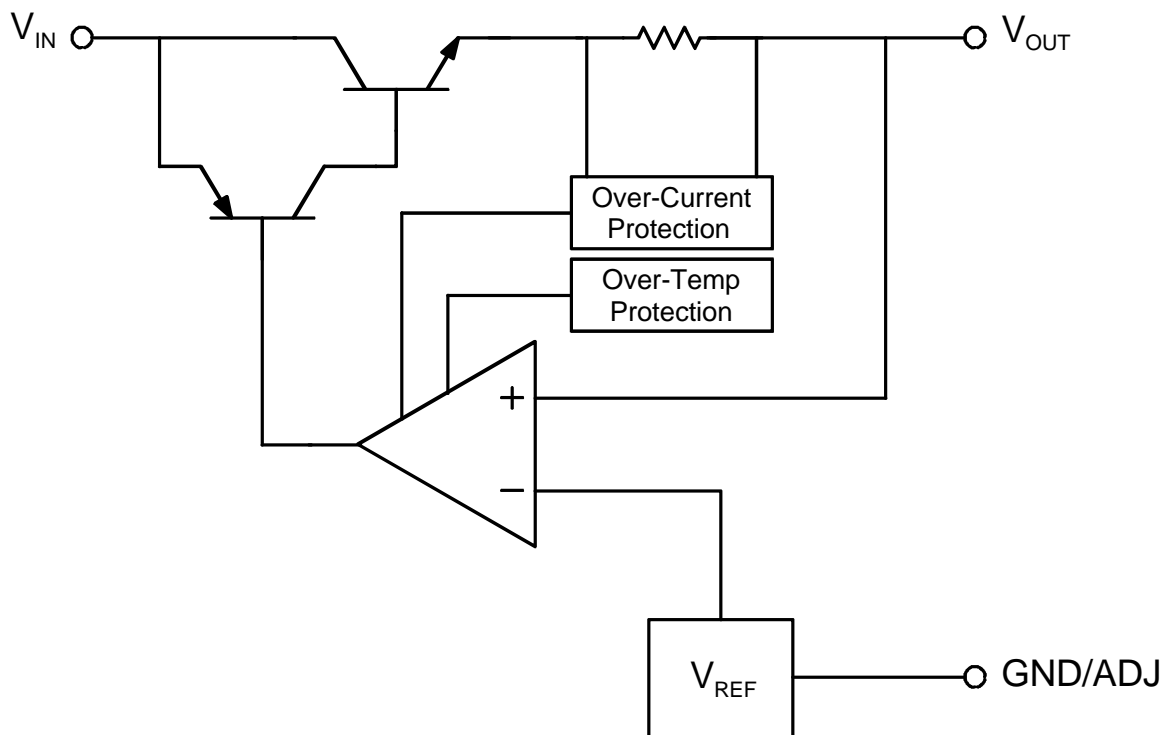 VIN
VOUT
Over-Current
Protection
Over-Temp
Protection
+
−
VREF
GND/ADJ